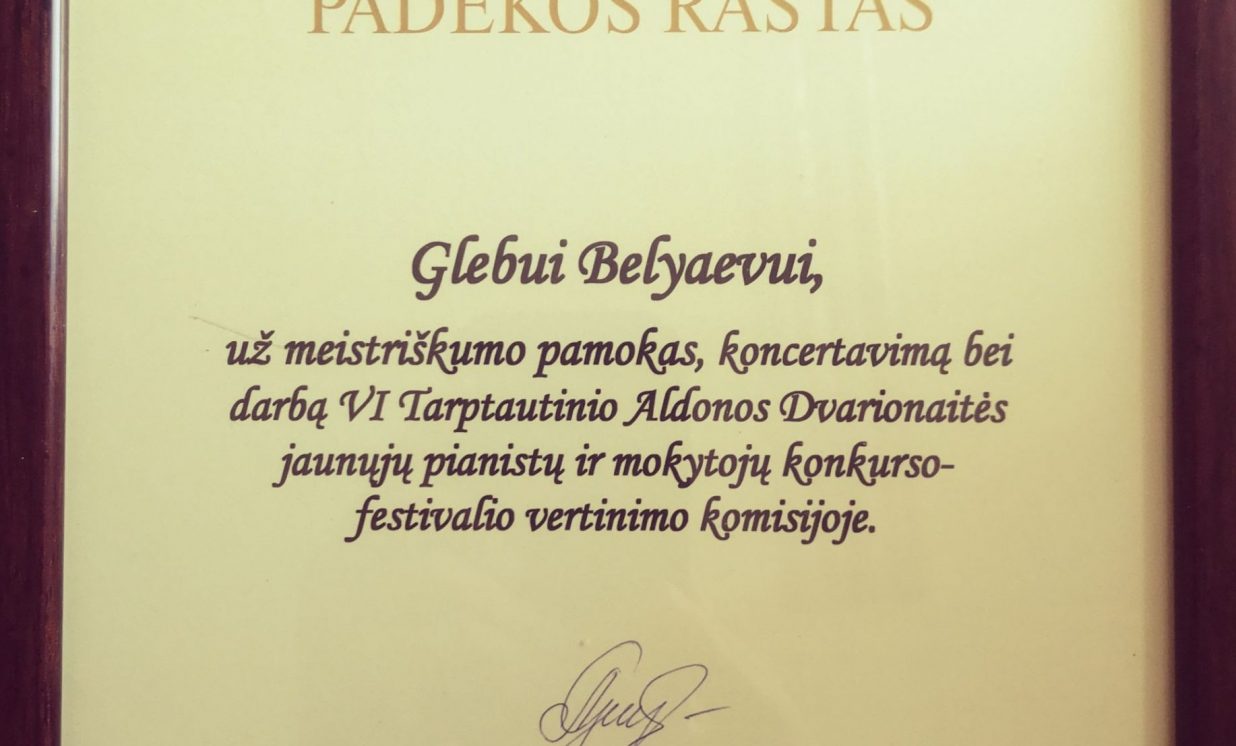 PADĖKOS RAŠTAS
Glebui Belyaevui,
už meistriškumo pamokas, koncertavimą bei
darbą VI Tarptautinio Aldonos Dvarionaitės
jaunųjų pianistų ir mokytojų konkurso-
festivalio vertinimo komisijoje.